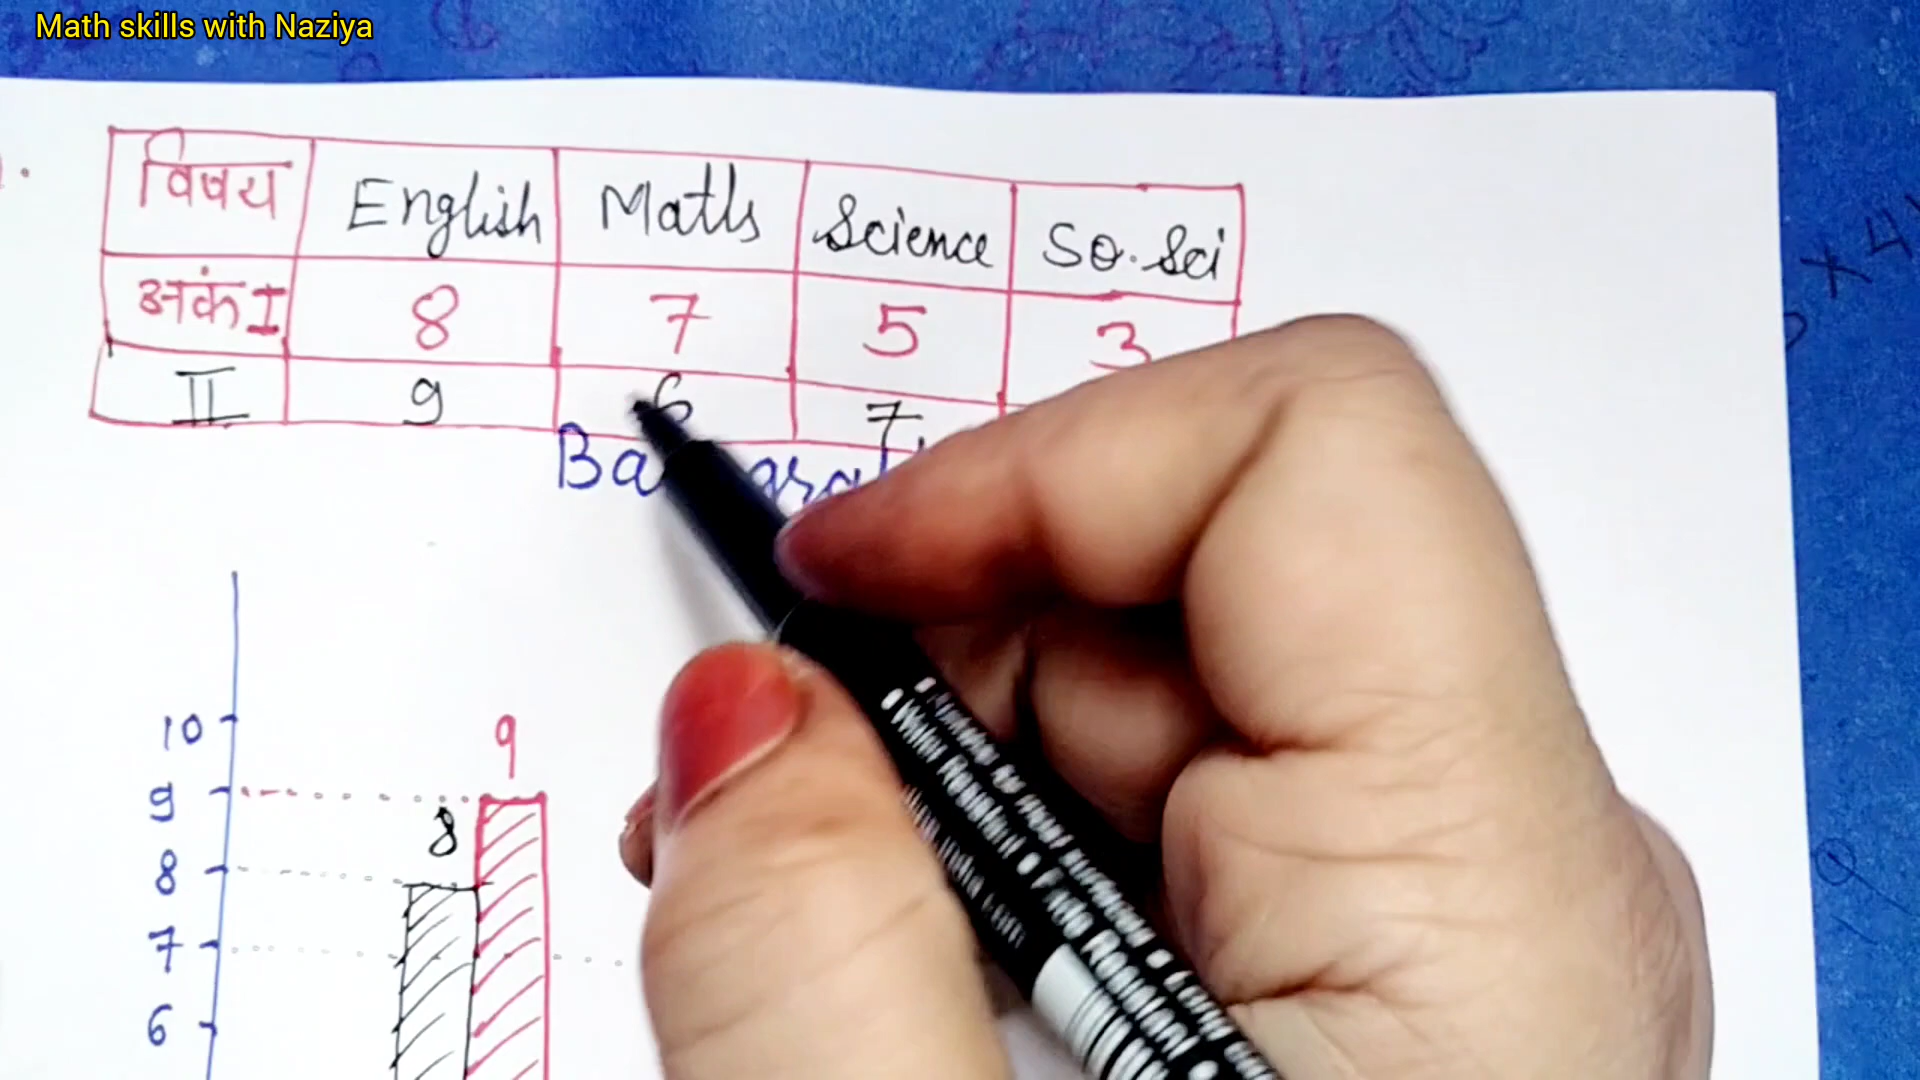 Math skills with Naziya
विषय English Maths Science So. Sci
अंक I 8 7 5 3
II 9 6 7
10
9
9
8
8
7
6